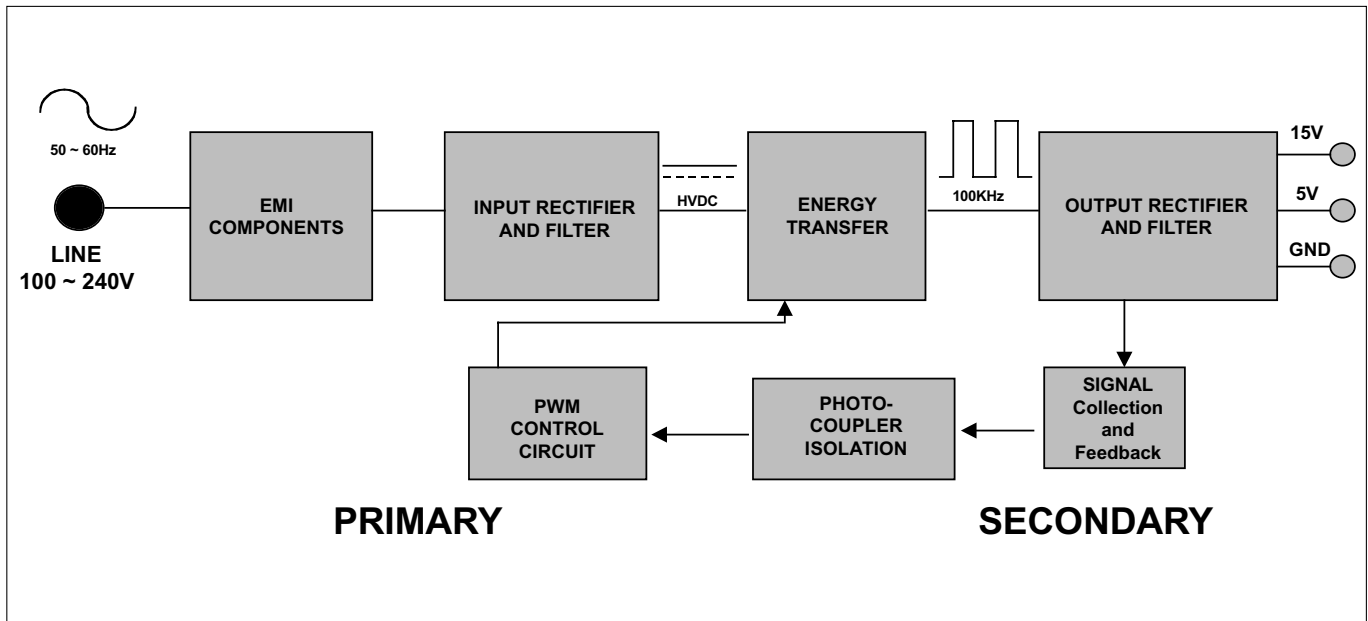 50 ~ 60Hz
LINE
100 ~ 240V
EMI
COMPONENTS
INPUT RECTIFIER
AND FILTER
HVDC
ENERGY
TRANSFER
100KHz
OUTPUT RECTIFIER
AND FILTER
15V
5V
GND
PWM
CONTROL
CIRCUIT
PHOTO-
COUPLER
ISOLATION
SIGNAL
Collection
and
Feedback
PRIMARY
SECONDARY